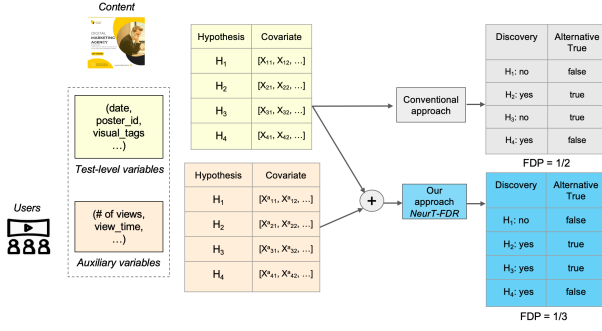 Content
DIGITAL
MARKETING
AGENCY
(date,
poster_id,
visual_tags
…)
Test-level variables
Users
(# of views,
view_time,
…)
Auxiliary variables
Hypothesis Covariate
H1 [X11, X12, …]
H2 [X21, X22, …]
H3 [X31, X32, …]
H4 [X41, X42, …]
Hypothesis Covariate
H1 [Xa11, Xa12, …]
H2 [Xa21, Xa22, …]
H3 [Xa31, Xa32, …]
H4 [Xa41, Xa42, …]
+
Conventional
approach
Our
approach
NeurT-FDR
Discovery Alternative
True
H1: no false
H2: yes true
H3: no true
H4: yes false
FDP = 1/2
Discovery Alternative
True
H1: no false
H2: yes true
H3: yes true
H4: yes false
FDP = 1/3